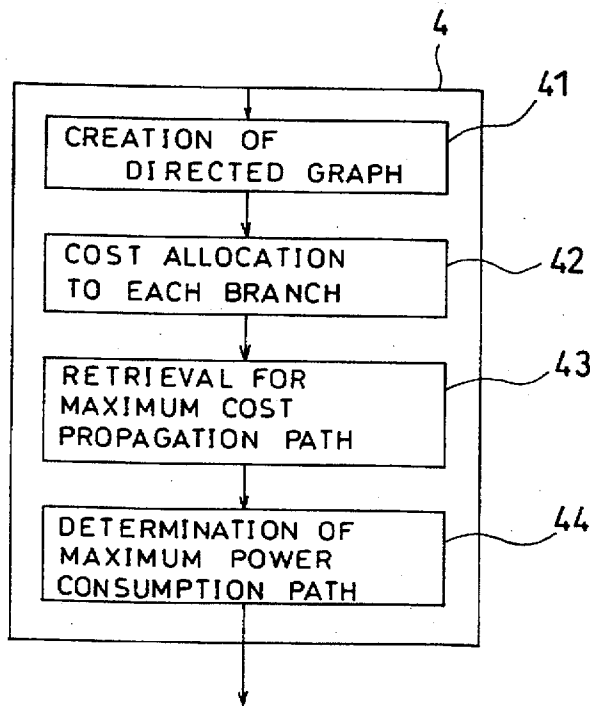 4
41
CREATION OF
DIRECTED GRAPH
COST ALLOCATION
TO EACH BRANCH
42
RETRIEVAL FOR
MAXIMUM COST
PROPAGATION PATH
43
DETERMINATION OF
MAXIMUM POWER
CONSUMPTION PATH
44